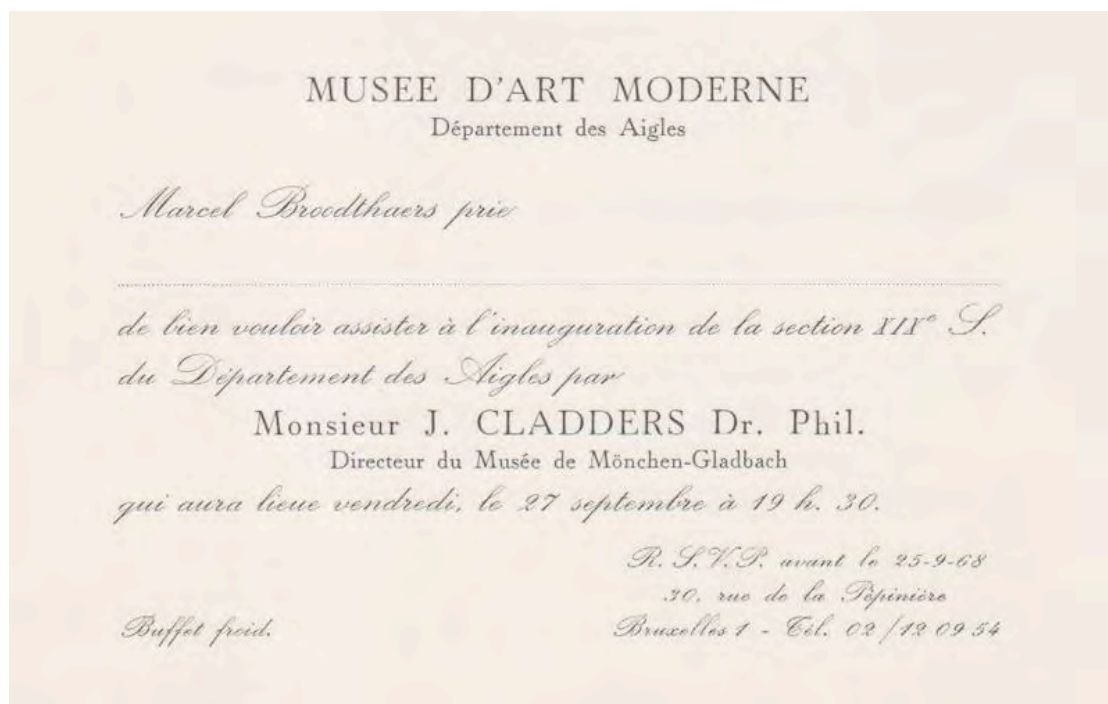 MUSEE D'ART MODERNE
Département des Aigles
Marcel Broodthaers prie
de bien vouloir assister à l'inauguration de la section XIXe S.
du Département des Aigles par
Monsieur J. CLADDERS Dr. Phil.
Directeur du Musée de Mönchen-Gladbach
qui aura lieue vendredi, le 27 septembre à 19 h. 30.
R. S. V. P. avant le 25-9-68
30, rue de la Pépinière
Buffet froid.
Bruxelles 1 - Tél. 02/12 09 54